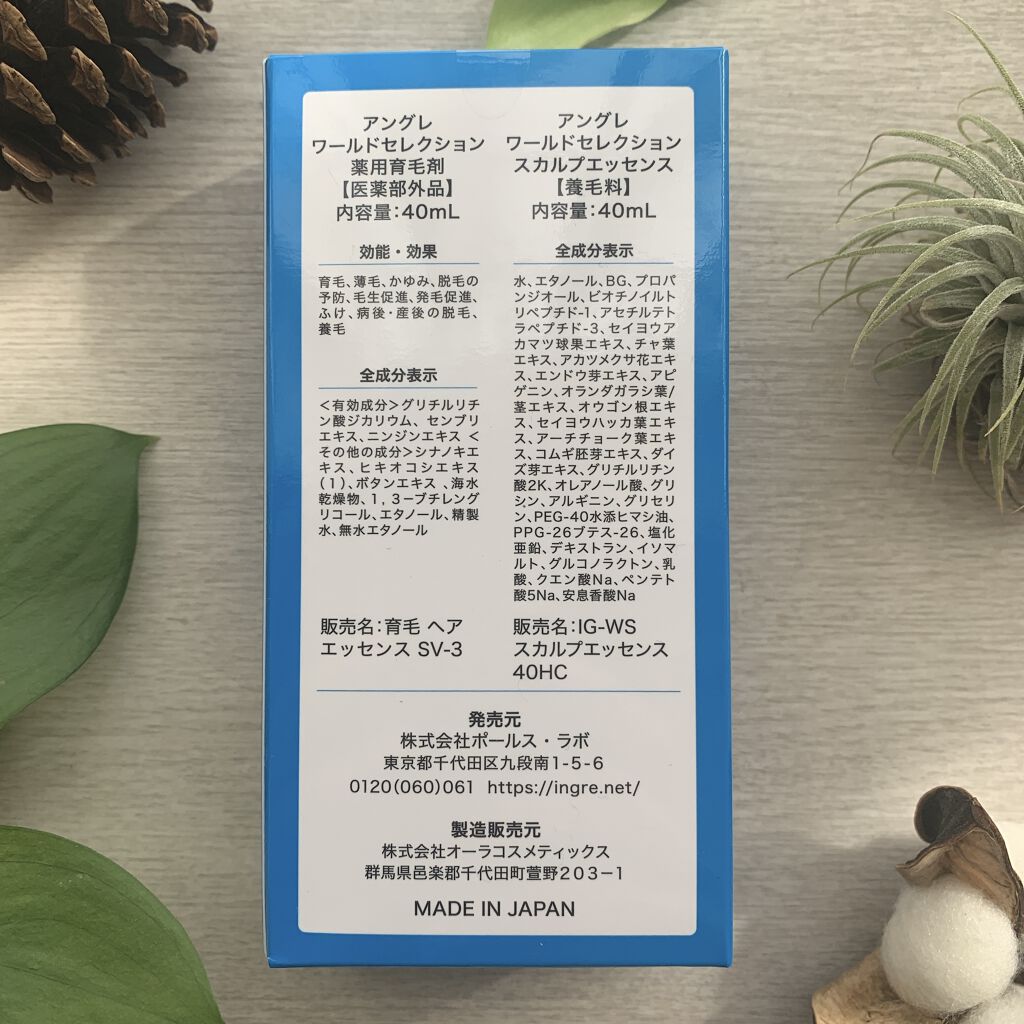 アングレ
ワールドセレクション
薬用育毛剤
【医薬部外品】
内容量:40mL
効能・効果
育毛、薄毛、かゆみ、脱毛の
予防、毛生促進、発毛促進、
ふけ、病後・産後の脱毛、
養毛
全成分表示
<有効成分>グリチルリチ
ン酸ジカリウム、センブリ
エキス、ニンジンエキス <
その他の成分>シナノキエ
キス、ヒキオコシエキス
(1)、ボタンエキス 、海水
乾燥物、1,3-ブチレング
リコール、エタノール、精製
水、無水エタノール
販売名:育毛 ヘア
エッセンス SV-3
アングレ
ワールドセレクション
スカルプエッセンス
【養毛料】
内容量:40mL
全成分表示
水、エタノール、BG、プロパ
ンジオール、ビオチノイルト
リペプチド-1、アセチルテト
ラペプチド-3、セイヨウア
カマツ球果エキス、チャ葉
エキス、アカツメクサ花エキ
ス、エンドウ芽エキス、アピ
ゲニン、オランダガラシ葉/
茎エキス、オウゴン根エキ
ス、セイヨウハッカ葉エキ
ス、アーチチョーク葉エキ
ス、コムギ胚芽エキス、ダイ
ズ芽エキス、グリチルリチン
酸2K、オレアノール酸、グリ
シン、アルギニン、グリセリ
ン、PEG-40水添ヒマシ油、
PPG-26ブテス-26、塩化
亜鉛、デキストラン、イソマ
ルト、グルコノラクトン、乳
酸、クエン酸Na、ペンテト
酸5Na、安息香酸Na
販売名:IG-WS
スカルプエッセンス
40HC
発売元
株式会社ポールス・ラボ
東京都千代田区九段南1-5-6
0120(060)061 https://ingre.net/
製造販売元
株式会社オーラコスメティックス
群馬県邑楽郡千代田町萱野203-1
MADE IN JAPAN